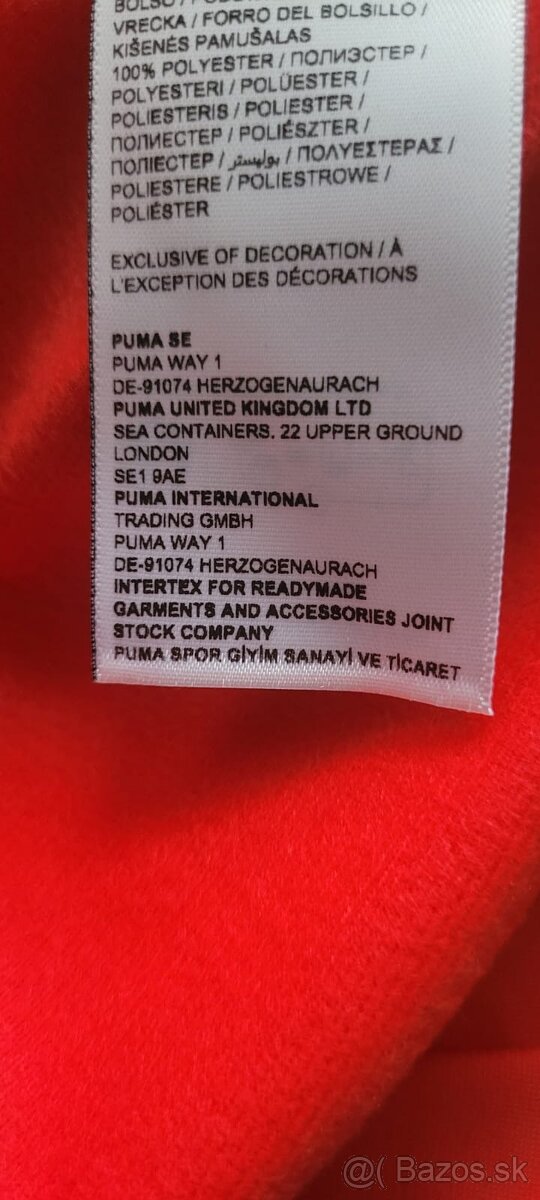 VRECKA / FORRO DEL BOLSILLO /
KIŠENĖS PAMUŠALAS
100% POLYESTER / ПОЛИЭСТЕР /
POLYESTERI / POLÜESTER /
POLIESTERIS / POLIESTER /
ПОЛИЕСТЕР / POLIÉSZTER /
ПОЛІЕСТЕР / بوليستر / ΠΟΛΥΕΣΤΕΡΑΣ /
POLIESTERE / POLIESTROWE /
POLIÉSTER
EXCLUSIVE OF DECORATION / À
L'EXCEPTION DES DÉCORATIONS
PUMA SE
PUMA WAY 1
DE-91074 HERZOGENAURACH
PUMA UNITED KINGDOM LTD
SEA CONTAINERS. 22 UPPER GROUND
LONDON
SE1 9AE
PUMA INTERNATIONAL
TRADING GMBH
PUMA WAY 1
DE-91074 HERZOGENAURACH
INTERTEX FOR READYMADE
GARMENTS AND ACCESSORIES JOINT
STOCK COMPANY
PUMA SPOR GİYİM SANAYİ VE TİCARET
@( Bazos.sk